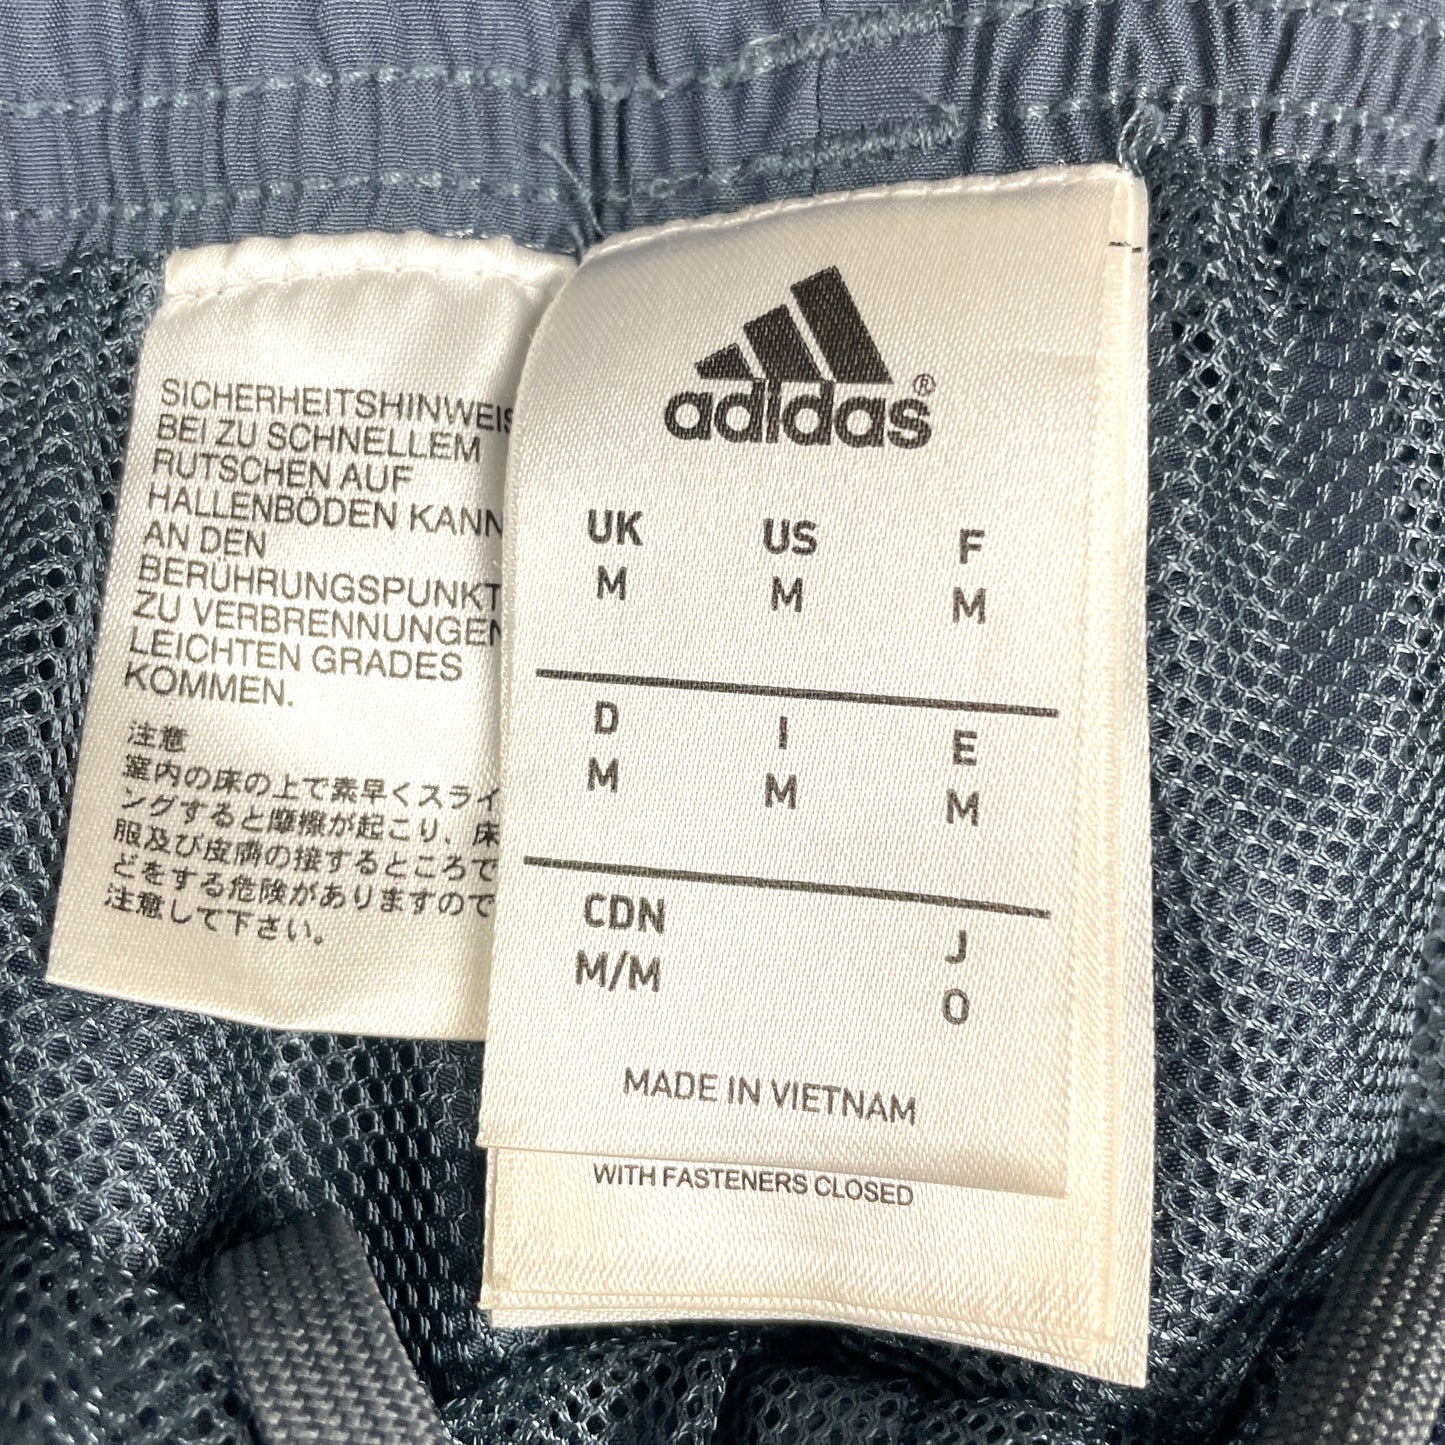 SICHERHEITSHINWEIS
BEI ZU SCHNELLEM
RUTSCHEN AUF
HALLENBÖDEN KANN
AN DEN
BERÜHRUNGSPUNKT
ZU VERBRENNUNGEN
LEICHTEN GRADES
KOMMEN.
注意
室内の床の上で素早くスライ
ングすると摩擦が起こり、床
服及び皮膚の接するところで
どをする危険がありますので
注意して下さい。
adidas®
UK US F
M M M
D I E
M M M
CDN J
M/M O
MADE IN VIETNAM
WITH FASTENERS CLOSED